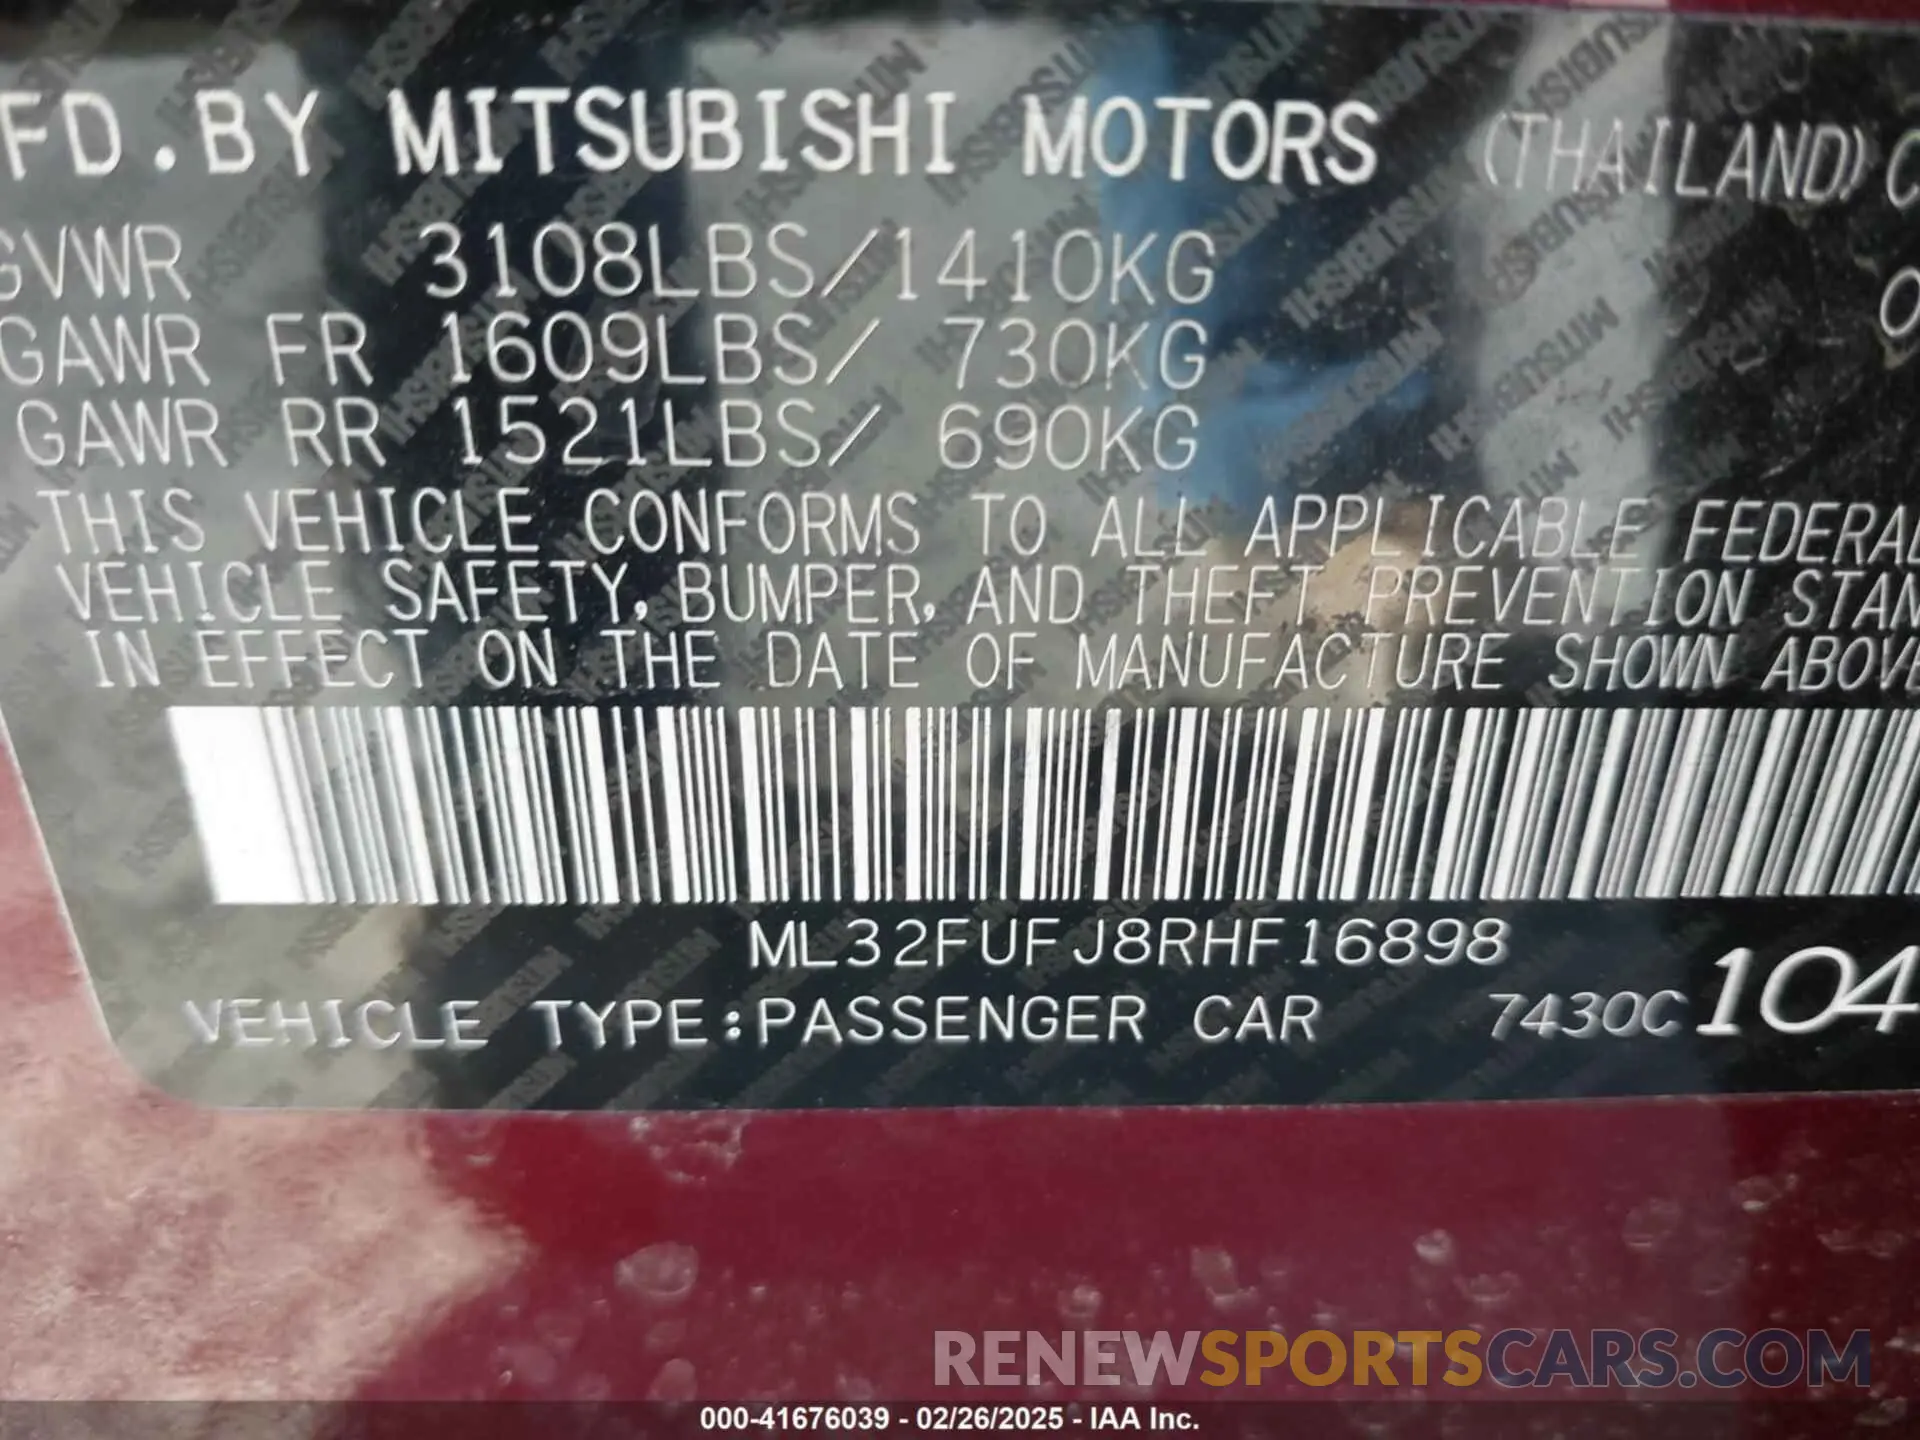 FD.BY MITSUBISHI MOTORS (THAILAND) C
GVWR 3108LBS/1410KG
GAWR FR 1609LBS/ 730KG
GAWR RR 1521LBS/ 690KG
THIS VEHICLE CONFORMS TO ALL APPLICABLE FEDERAL
VEHICLE SAFETY, BUMPER, AND THEFT PREVENTION STAN
IN EFFECT ON THE DATE OF MANUFACTURE SHOWN ABOVE
ML32FUFJ8RHF16898
VEHICLE TYPE:PASSENGER CAR 7430C 104
RENEWSPORTSCARS.COM
000-41676039 - 02/26/2025 - IAA Inc.